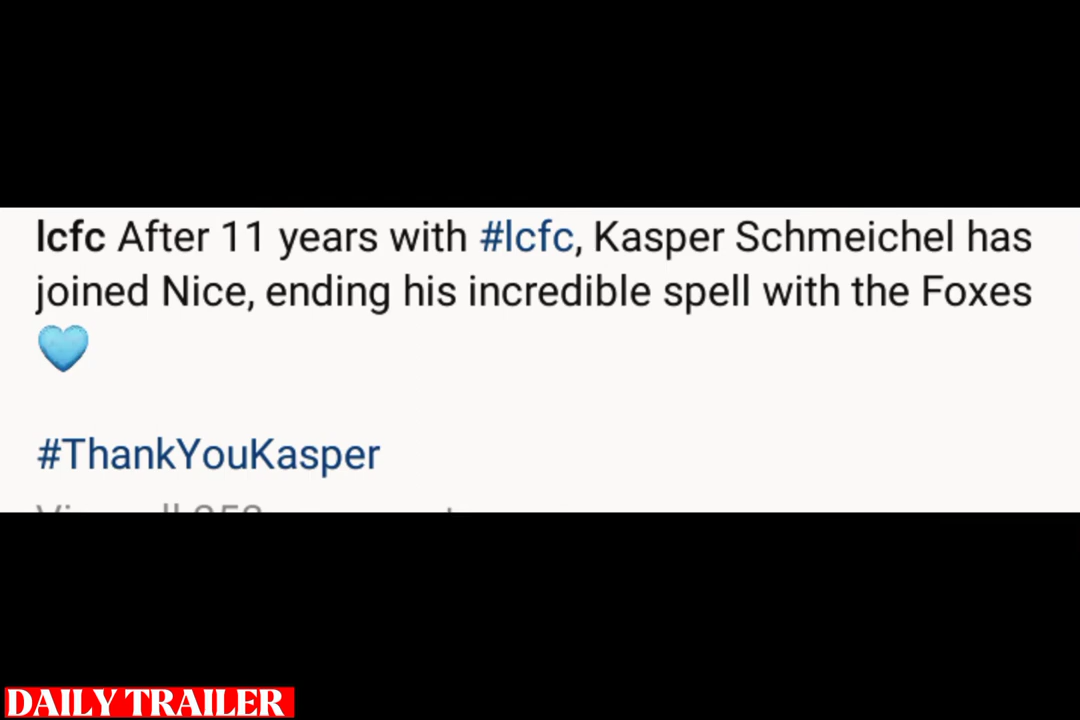 lcfc After 11 years with #lcfc, Kasper Schmeichel has
joined Nice, ending his incredible spell with the Foxes
🩵
#ThankYouKasper
DAILY TRAILER